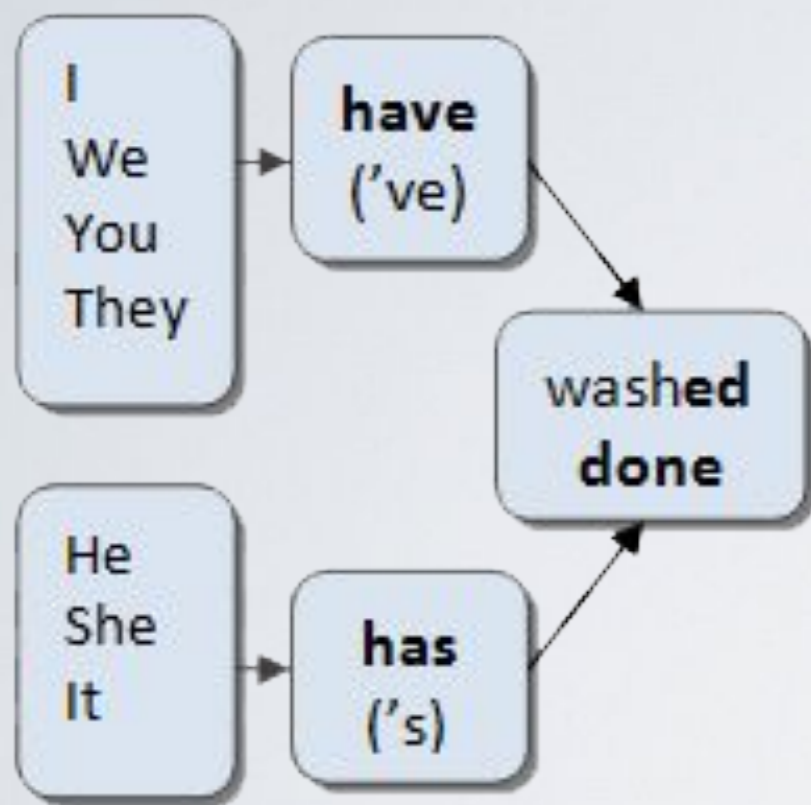 I
We
You
They
have
('ve)
washed
done
He
She
It
has
('s)